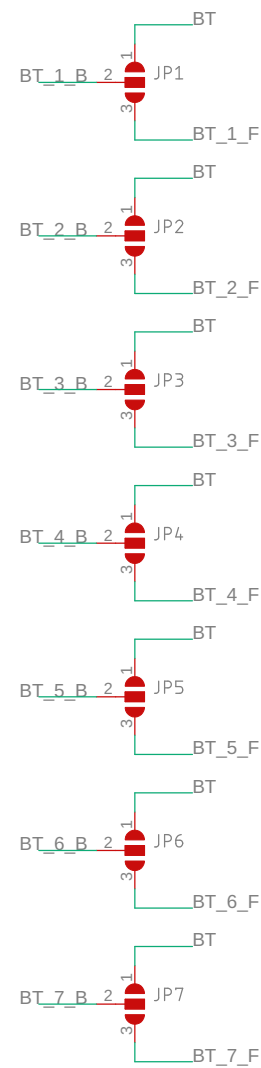 BT
1
BT_1_B 2 JP1
3
BT_1_F
BT
1
BT_2_B 2 JP2
3
BT_2_F
BT
1
BT_3_B 2 JP3
3
BT_3_F
BT
1
BT_4_B 2 JP4
3
BT_4_F
BT
1
BT_5_B 2 JP5
3
BT_5_F
BT
1
BT_6_B 2 JP6
3
BT_6_F
BT
1
BT_7_B 2 JP7
3
BT_7_F